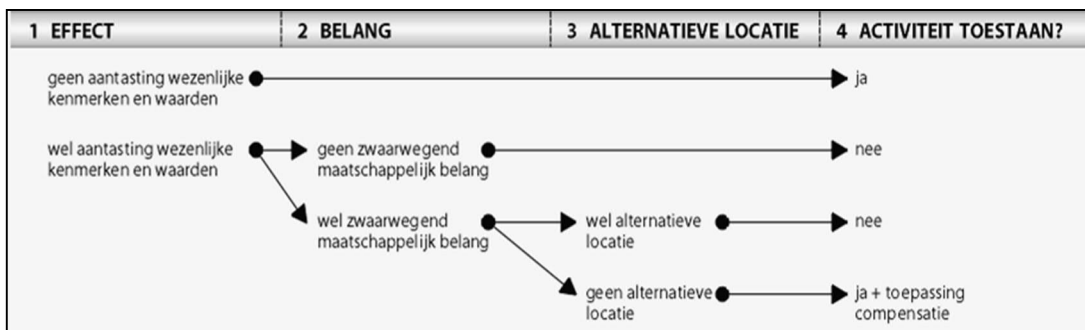 1 EFFECT
2 BELANG
3 ALTERNATIEVE LOCATIE
4 ACTIVITEIT TOESTAAN?
geen aantasting wezenlijke
kenmerken en waarden
ja
wel aantasting wezenlijke
kenmerken en waarden
geen zwaarwegend
maatschappelijk belang
nee
wel zwaarwegend
maatschappelijk belang
wel alternatieve
locatie
nee
geen alternatieve
locatie
ja + toepassing
compensatie